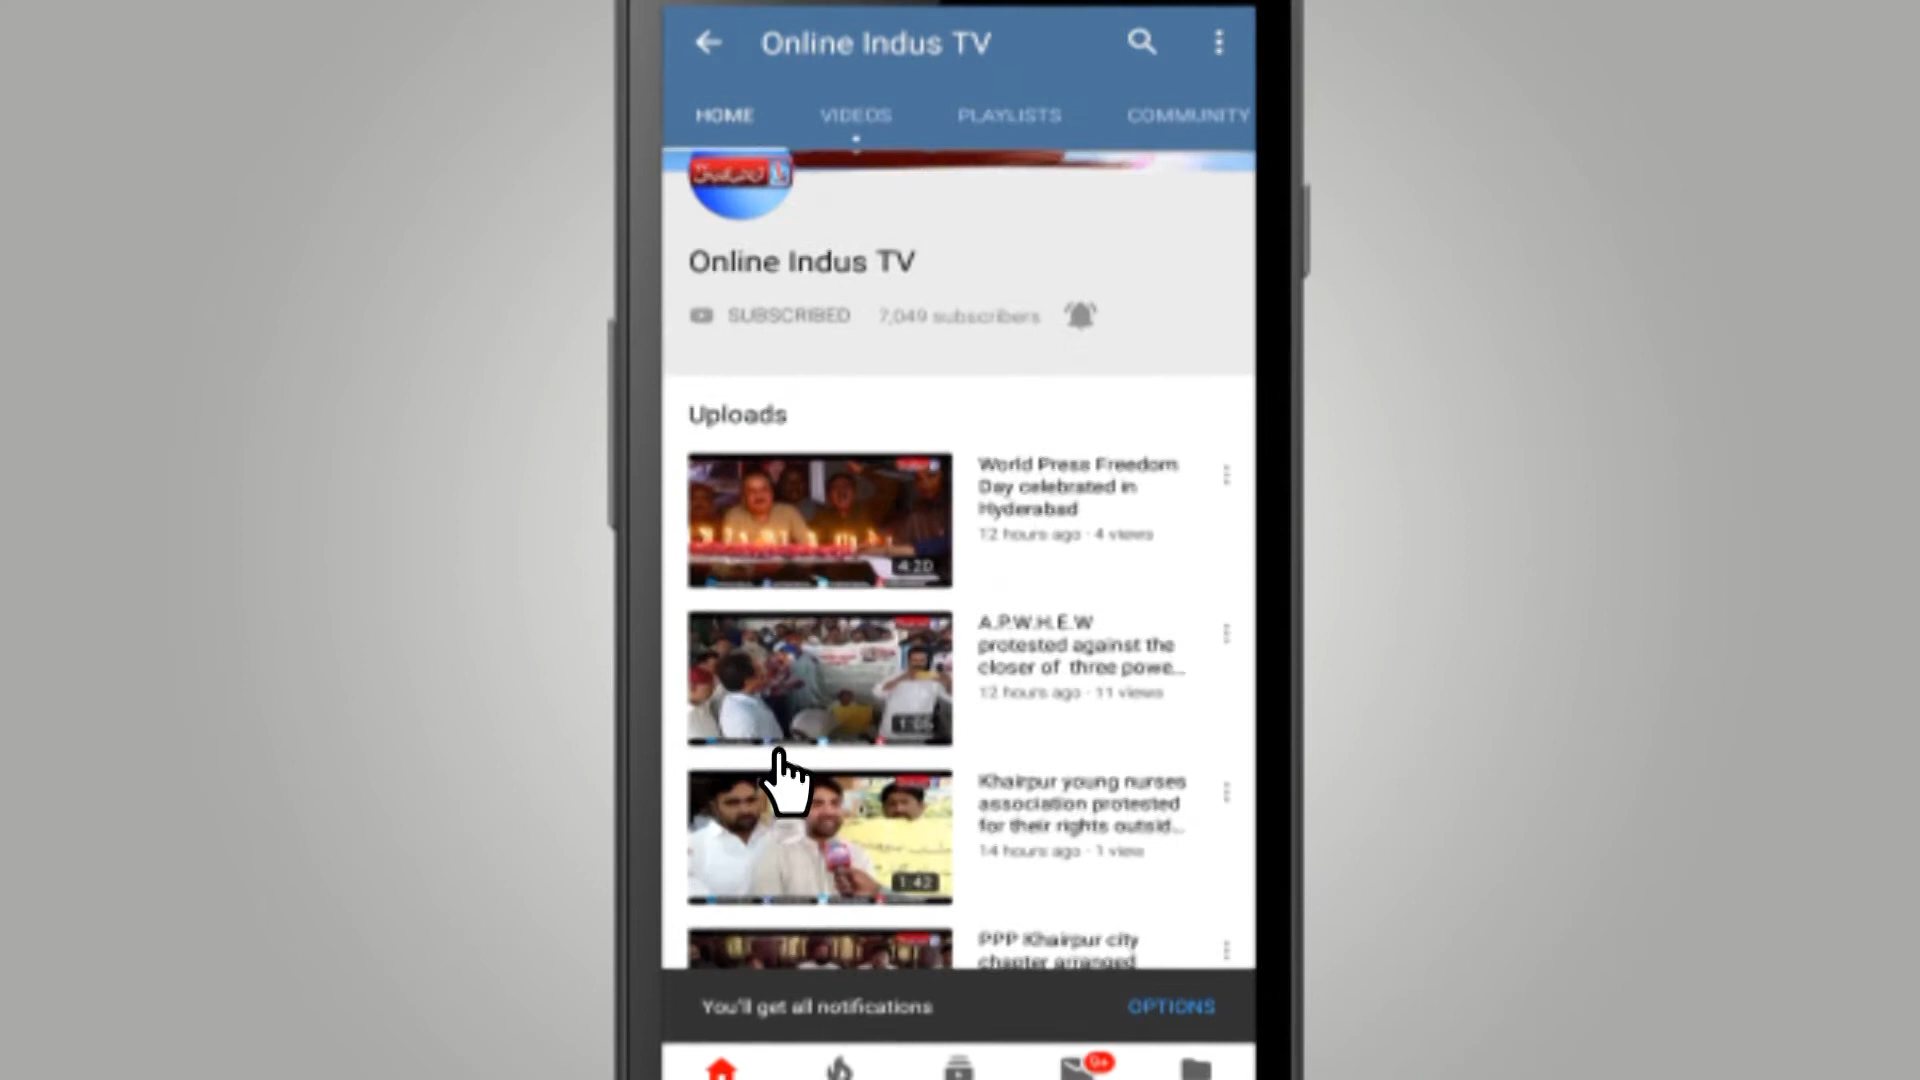 Online Indus TV
HOME VIDEOS PLAYLISTS COMMUNITY
Online Indus TV
SUBSCRIBED 7,049 subscribers
Uploads
World Press Freedom
Day celebrated in
Hyderabad
12 hours ago · 4 views
4:20
A.P.W.H.E.W
protested against the
closer of three powe...
12 hours ago · 11 views
Khairpur young nurses
association protested
for their rights outsid...
14 hours ago · 1 view
1:42
PPP Khairpur city
chapter arranged
You'll get all notifications OPTIONS
9+